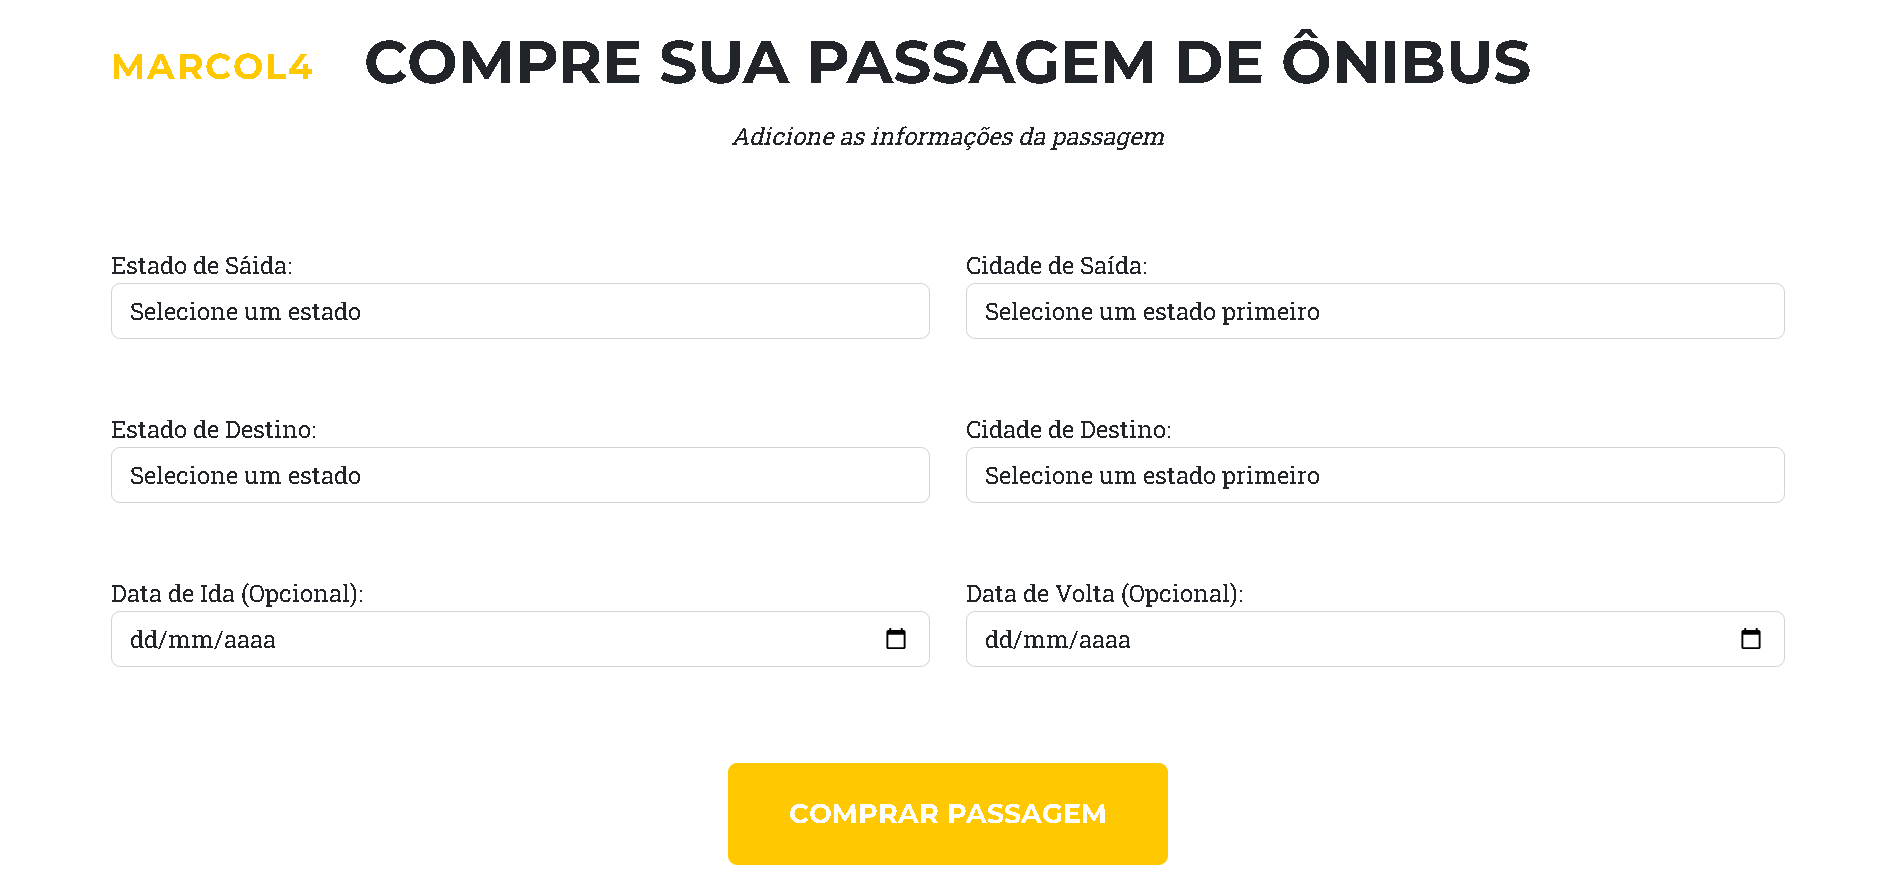 MARCOL4
COMPRE SUA PASSAGEM DE ÔNIBUS
Adicione as informações da passagem
Estado de Sáida:
Cidade de Saída:
Selecione um estado
Selecione um estado primeiro
Estado de Destino:
Cidade de Destino:
Selecione um estado
Selecione um estado primeiro
Data de Ida (Opcional):
Data de Volta (Opcional):
dd/mm/aaaa
dd/mm/aaaa
COMPRAR PASSAGEM